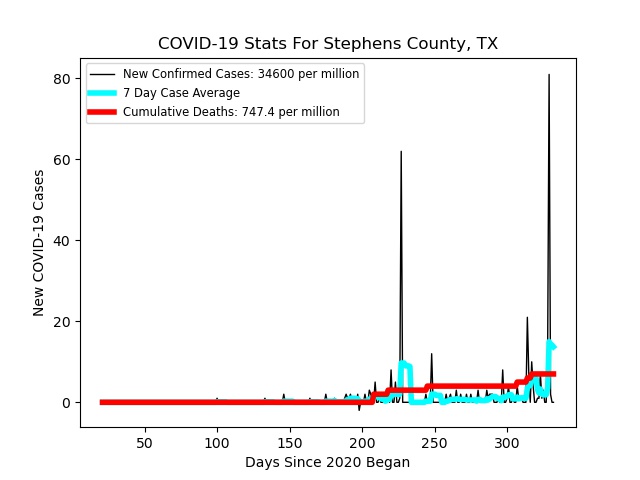 COVID-19 Stats For Stephens County, TX
New Confirmed Cases: 34600 per million
7 Day Case Average
Cumulative Deaths: 747.4 per million
New COVID-19 Cases
80
60
40
20
0
50 100 150 200 250 300
Days Since 2020 Began